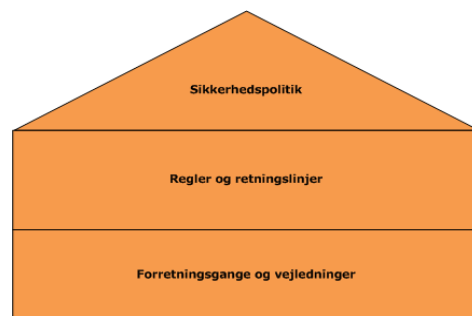 Sikkerhedspolitik
Regler og retningslinjer
Forretningsgange og vejledninger